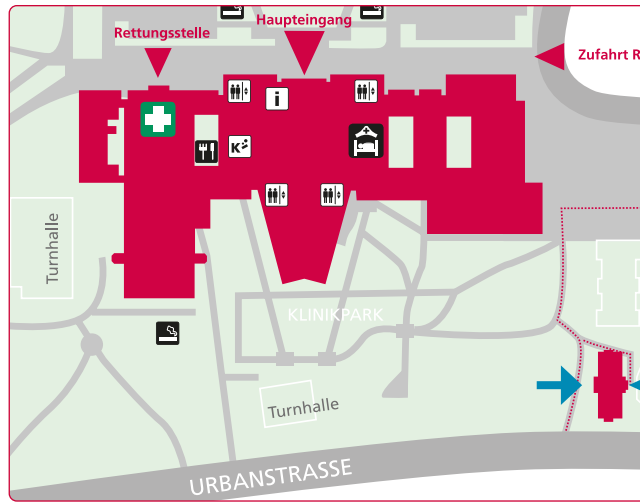 Haupteingang
Rettungsstelle
Zufahrt R
i
K
Turnhalle
KLINIKPARK
Turnhalle
URBANSTRASSE